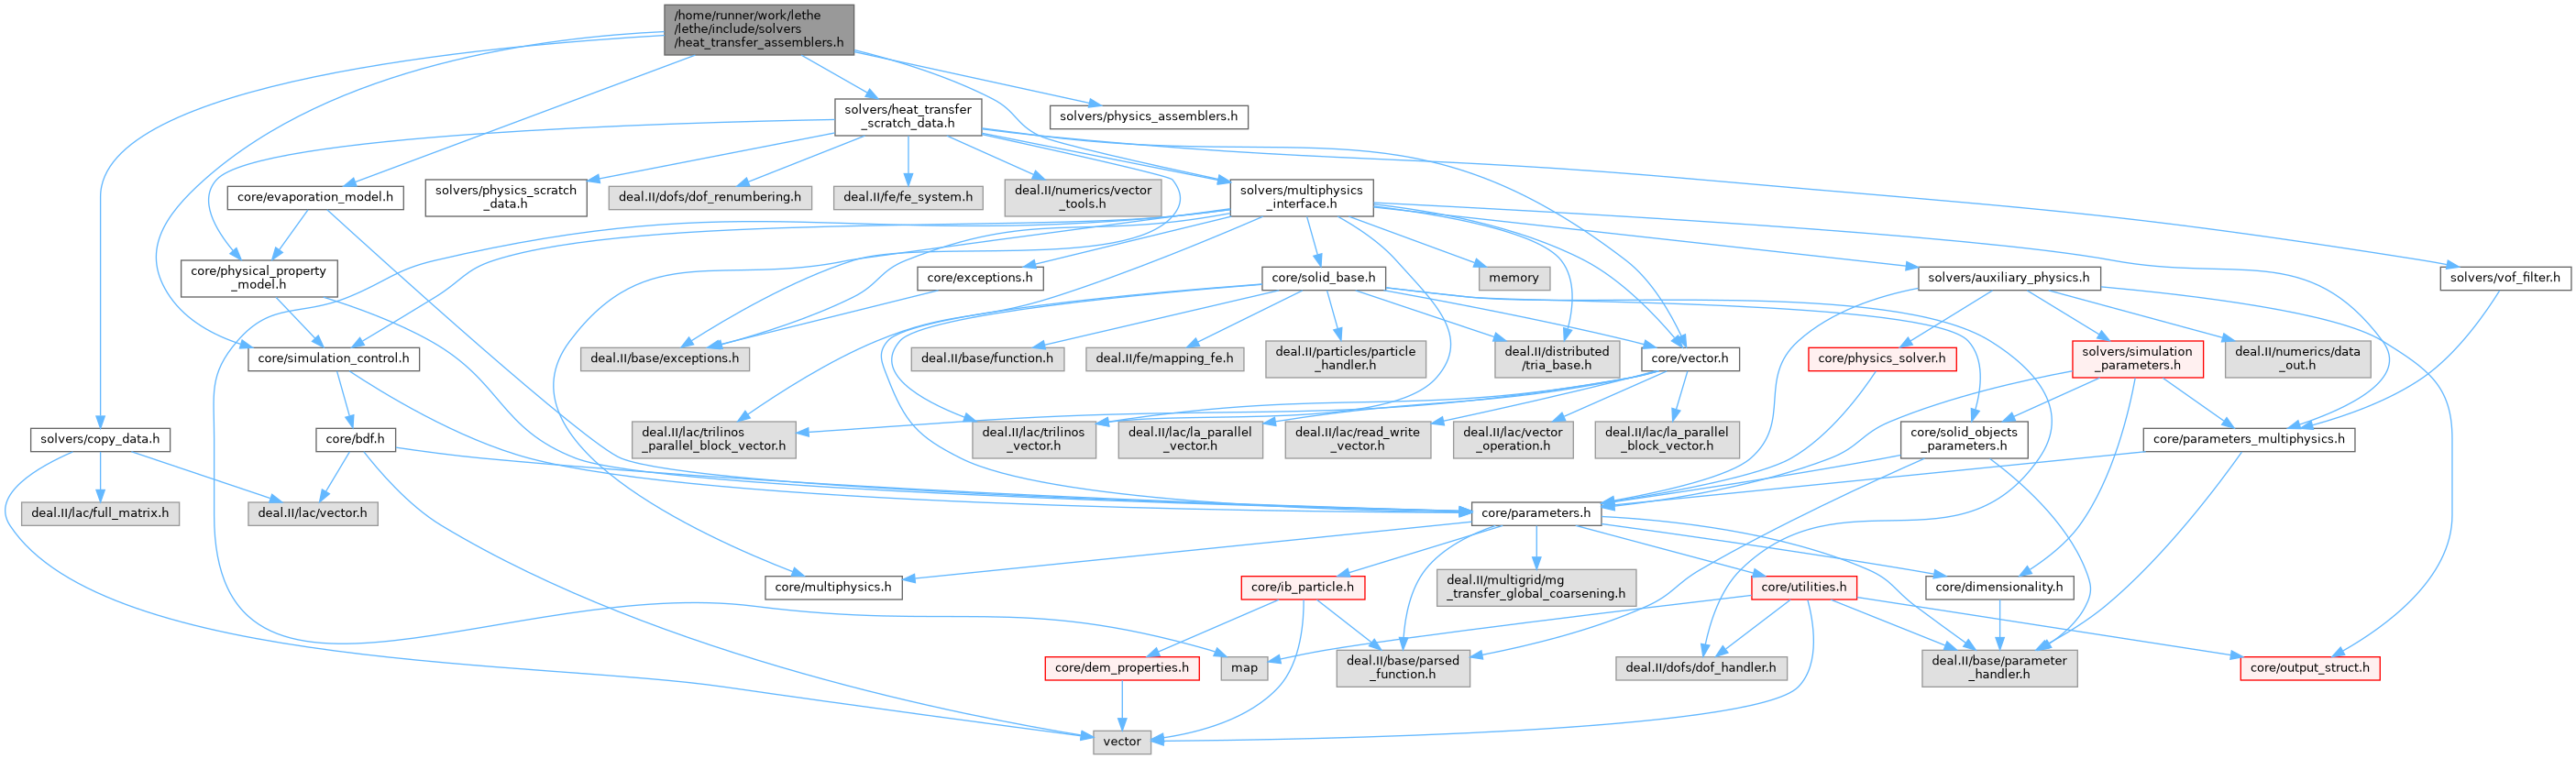 /home/runner/work/lethe
/lethe/include/solvers
/heat_transfer_assemblers.h
solvers/heat_transfer
_scratch_data.h
solvers/physics_assemblers.h
core/evaporation_model.h
solvers/physics_scratch
_data.h
deal.II/dofs/dof_renumbering.h
deal.II/fe/fe_system.h
deal.II/numerics/vector
_tools.h
solvers/multiphysics
_interface.h
core/physical_property
_model.h
core/exceptions.h
core/solid_base.h
memory
solvers/auxiliary_physics.h
solvers/vof_filter.h
core/simulation_control.h
deal.II/base/exceptions.h
deal.II/base/function.h
deal.II/fe/mapping_fe.h
deal.II/particles/particle
_handler.h
deal.II/distributed
/tria_base.h
core/vector.h
core/physics_solver.h
solvers/simulation
_parameters.h
deal.II/numerics/data
_out.h
solvers/copy_data.h
core/bdf.h
deal.II/lac/trilinos
_parallel_block_vector.h
deal.II/lac/trilinos
_vector.h
deal.II/lac/la_parallel
_vector.h
deal.II/lac/read_write
_vector.h
deal.II/lac/vector
_operation.h
deal.II/lac/la_parallel
_block_vector.h
core/solid_objects
_parameters.h
core/parameters_multiphysics.h
deal.II/lac/full_matrix.h
deal.II/lac/vector.h
core/parameters.h
core/multiphysics.h
core/ib_particle.h
deal.II/multigrid/mg
_transfer_global_coarsening.h
core/utilities.h
core/dimensionality.h
core/dem_properties.h
map
deal.II/base/parsed
_function.h
deal.II/dofs/dof_handler.h
deal.II/base/parameter
_handler.h
core/output_struct.h
vector